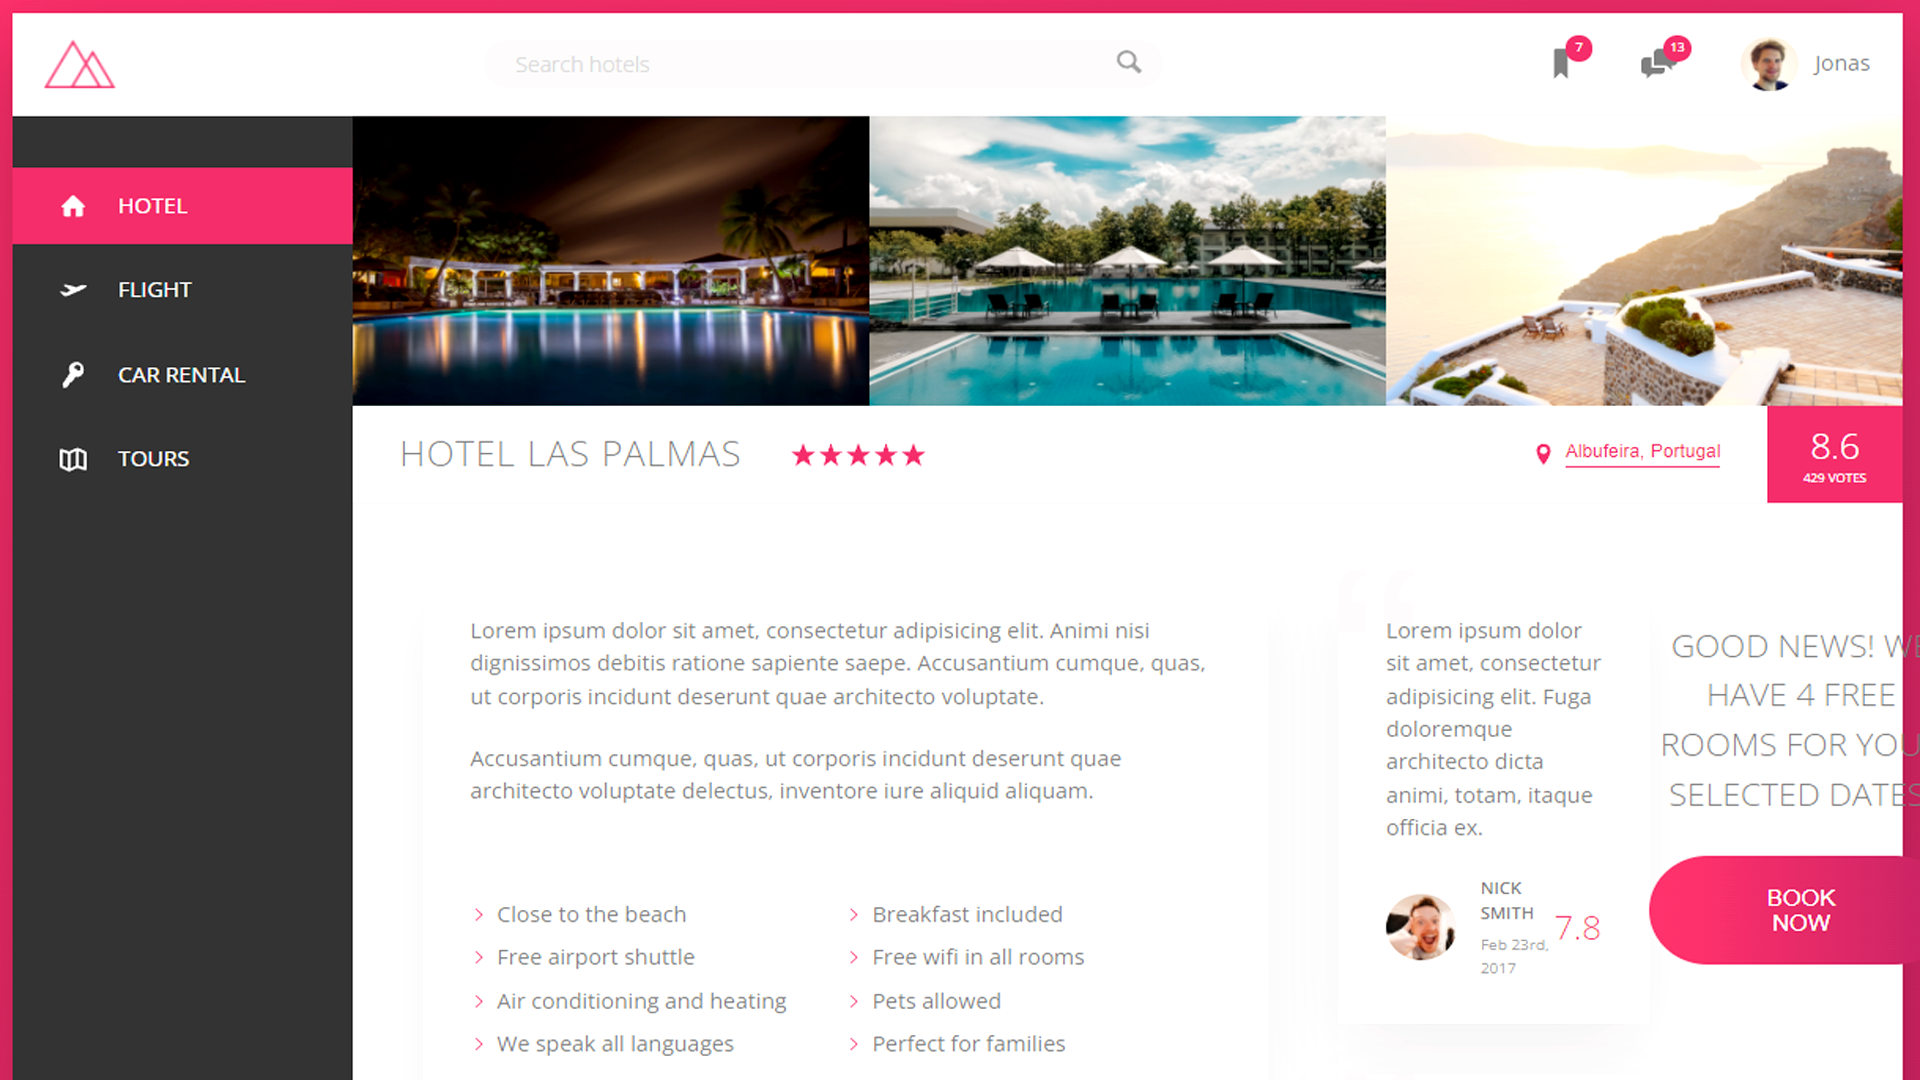 Search hotels
7
13
Jonas
HOTEL
FLIGHT
CAR RENTAL
TOURS
HOTEL LAS PALMAS
Albufeira, Portugal
8.6
429 VOTES
Lorem ipsum dolor sit amet, consectetur adipisicing elit. Animi nisi
dignissimos debitis ratione sapiente saepe. Accusantium cumque, quas,
ut corporis incidunt deserunt quae architecto voluptate.
Accusantium cumque, quas, ut corporis incidunt deserunt quae
architecto voluptate delectus, inventore iure aliquid aliquam.
Close to the beach
Free airport shuttle
Air conditioning and heating
We speak all languages
Breakfast included
Free wifi in all rooms
Pets allowed
Perfect for families
“
Lorem ipsum dolor
sit amet, consectetur
adipisicing elit. Fuga
doloremque
architecto dicta
animi, totam, itaque
officia ex.
NICK
SMITH
Feb 23rd,
2017
7.8
GOOD NEWS! WE
HAVE 4 FREE
ROOMS FOR YOU
SELECTED DATES
BOOK
NOW